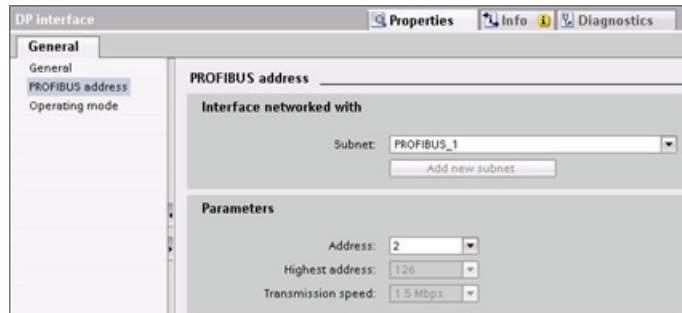 DP interface
Properties
Info
Diagnostics
General
General
PROFIBUS address
Operating mode
PROFIBUS address
Interface networked with
Subnet: PROFIBUS_1
Add new subnet
Parameters
Address: 2
Highest address: 126
Transmission speed: 1.5 Mbps